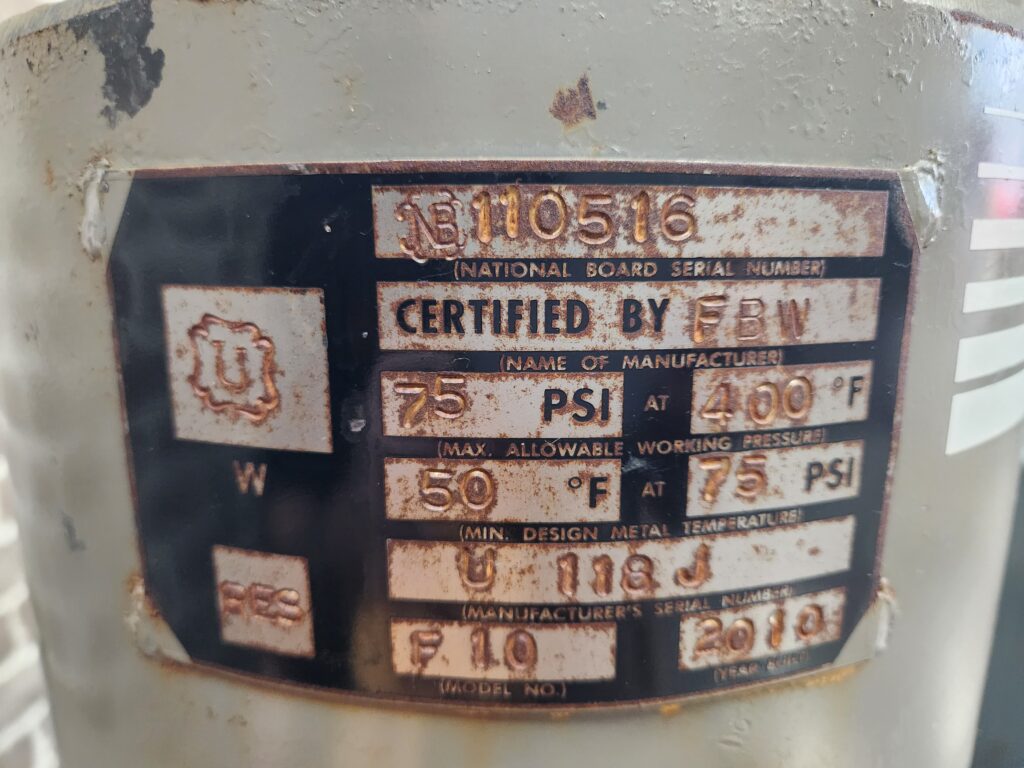 NB 110516
(NATIONAL BOARD SERIAL NUMBER)
CERTIFIED BY FBW
(NAME OF MANUFACTURER)
U
75 PSI AT 400 °F
(MAX. ALLOWABLE WORKING PRESSURE)
W
50 °F AT 75 PSI
(MIN. DESIGN METAL TEMPERATURE)
U 118 J
(MANUFACTURER'S SERIAL NUMBER)
RES
F 10 2010
(MODEL NO.) (YEAR BUILT)